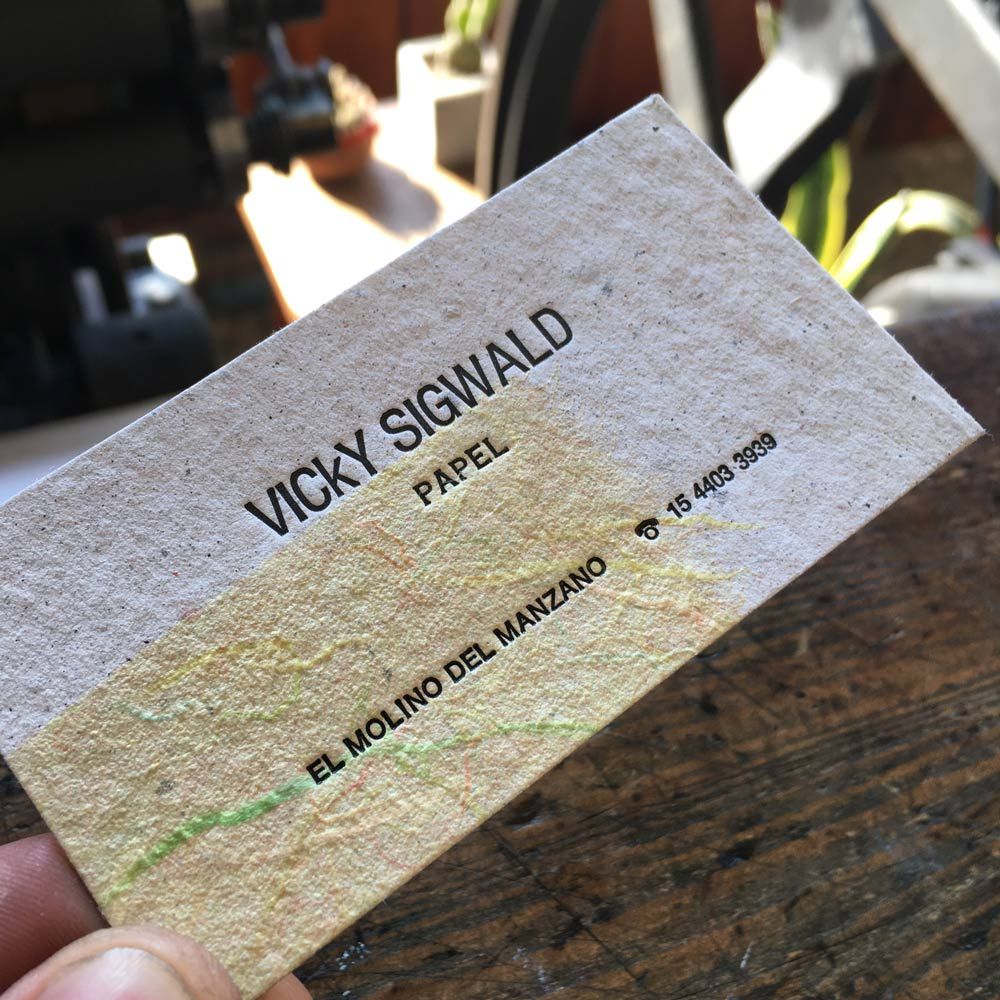 VICkY SIGWALD
PAPEL
EL MOLINO DEL MANZANO ☎ 15 4403 3939